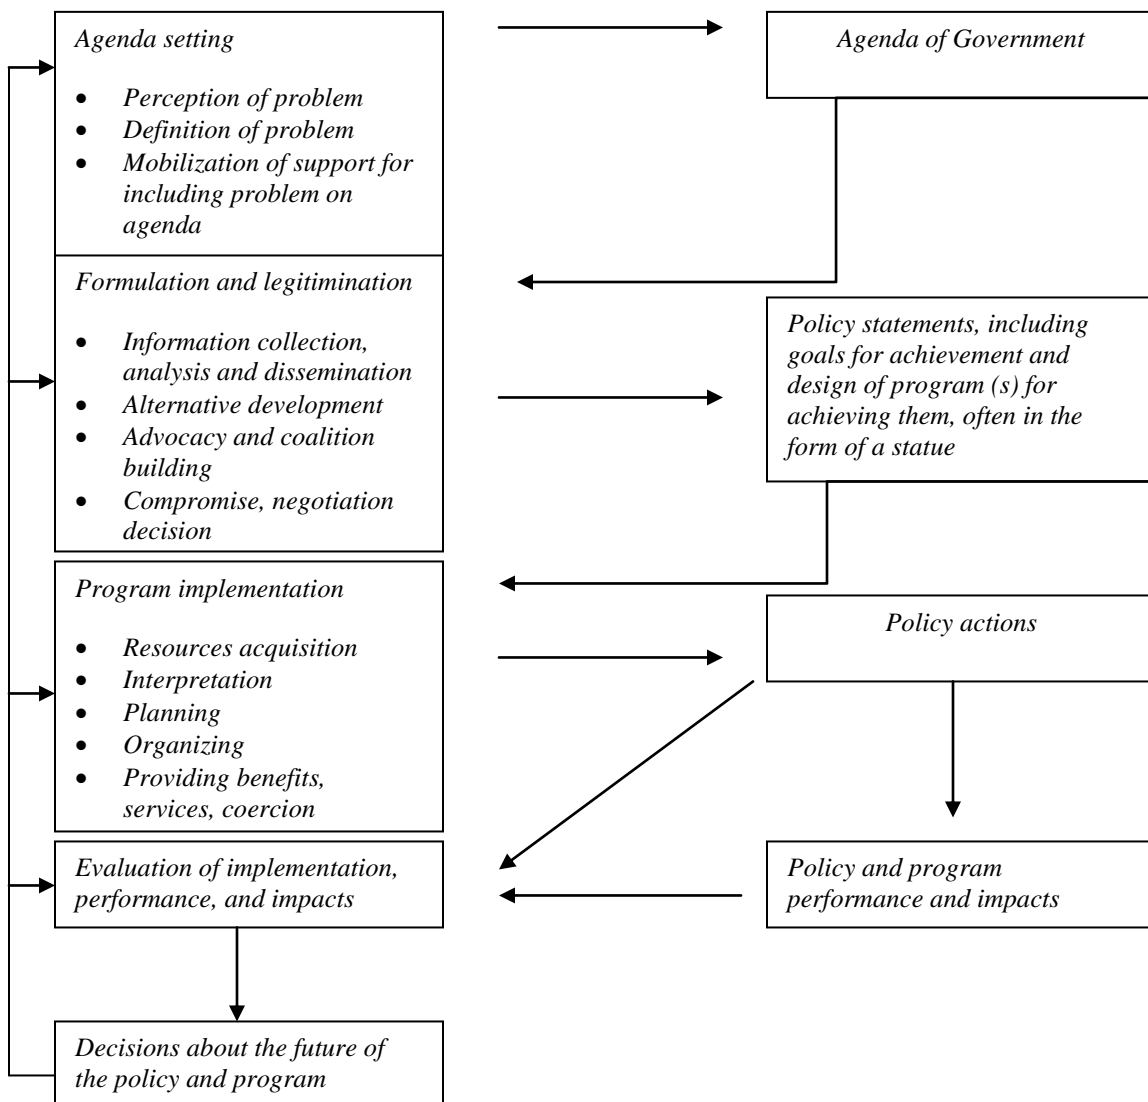 Agenda setting
• Perception of problem
• Definition of problem
• Mobilization of support for
including problem on
agenda
Agenda of Government
Formulation and legitimination
• Information collection,
analysis and dissemination
• Alternative development
• Advocacy and coalition
building
• Compromise, negotiation
decision
Policy statements, including
goals for achievement and
design of program (s) for
achieving them, often in the
form of a statue
Program implementation
• Resources acquisition
• Interpretation
• Planning
• Organizing
• Providing benefits,
services, coercion
Policy actions
Evaluation of implementation,
performance, and impacts
Policy and program
performance and impacts
Decisions about the future of
the policy and program